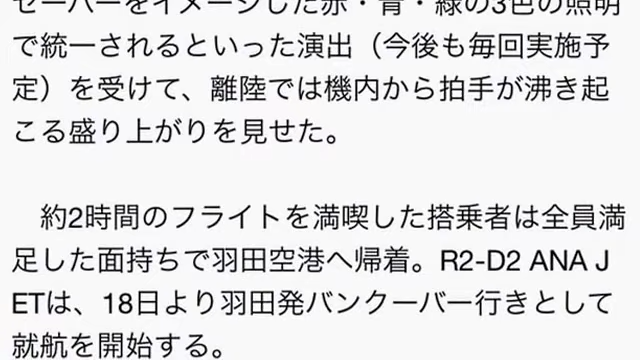 セーバーをイメージした赤・青・緑の3色の照明
で統一されるといった演出（今後も毎回実施予
定）を受けて、離陸では機内から拍手が沸き起
こる盛り上がりを見せた。
約2時間のフライトを満喫した搭乗者は全員満
足した面持ちで羽田空港へ帰着。R2-D2 ANA J
ETは、18日より羽田発バンクーバー行きとして
就航を開始する。